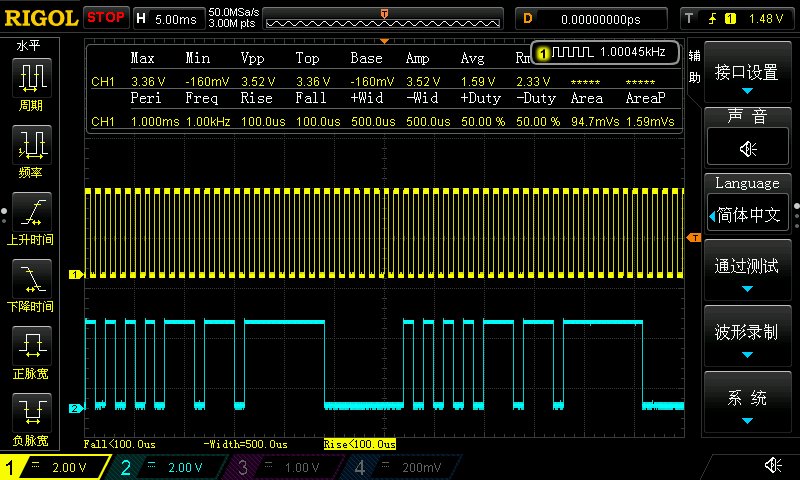 RIGOL STOP H 5.00ms 50.0MSa/s D 0.00000000ps T 1 1.48 V
3.00M pts
水平
周期
频率
上升时间
下降时间
正脉宽
负脉宽
1 1.00045kHz
Max Min Vpp Top Base Amp Avg
CH1 3.36 V -160mV 3.52 V 3.36 V -160mV 3.52 V 1.59 V 2.33 V ***** *****
Peri Freq Rise Fall +Wid -Wid +Duty -Duty Area AreaP
CH1 1.000ms 1.00kHz 100.0us 100.0us 500.0us 500.0us 50.00 % 50.00 % 94.7mVs 1.59mVs
T
1
T
2
Fall<100.0us -Width=500.0us Rise<100.0us
辅助
接口设置
声 音
Language
简体中文
通过测试
波形录制
系 统
1 2.00 V 2 2.00 V 3 1.00 V 4 200mV